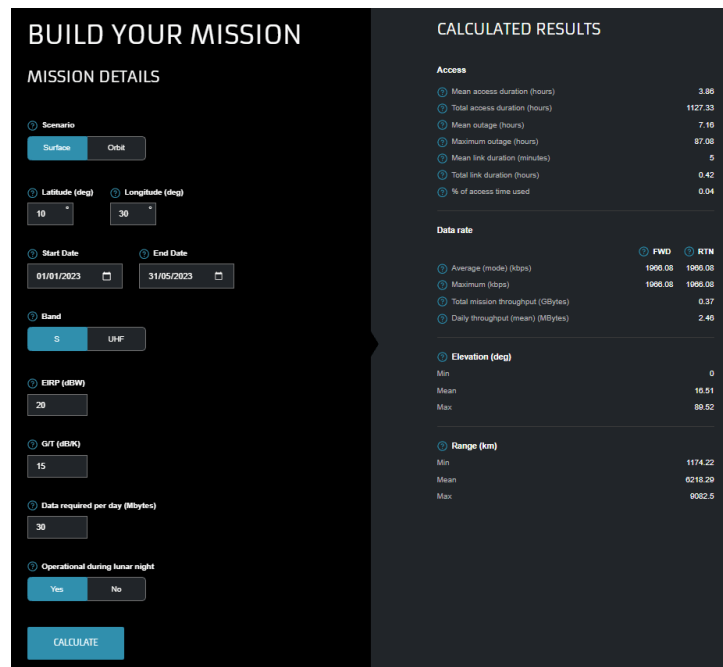 BUILD YOUR MISSION
MISSION DETAILS
Scenario
Surface Orbit
Latitude (deg) Longitude (deg)
10 ° 30 °
Start Date End Date
01/01/2023 31/05/2023
Band
S UHF
EIRP (dBW)
20
G/T (dB/K)
15
Data required per day (Mbytes)
30
Operational during lunar night
Yes No
CALCULATE
CALCULATED RESULTS
Access
Mean access duration (hours) 3.86
Total access duration (hours) 1127.33
Mean outage (hours) 7.16
Maximum outage (hours) 87.08
Mean link duration (minutes) 5
Total link duration (hours) 0.42
% of access time used 0.04
Data rate
FWD RTN
Average (mode) (kbps) 1966.08 1966.08
Maximum (kbps) 1966.08 1966.08
Total mission throughput (GBytes) 0.37
Daily throughput (mean) (MBytes) 2.46
Elevation (deg)
Min 0
Mean 16.51
Max 89.52
Range (km)
Min 1174.22
Mean 6218.29
Max 9082.5